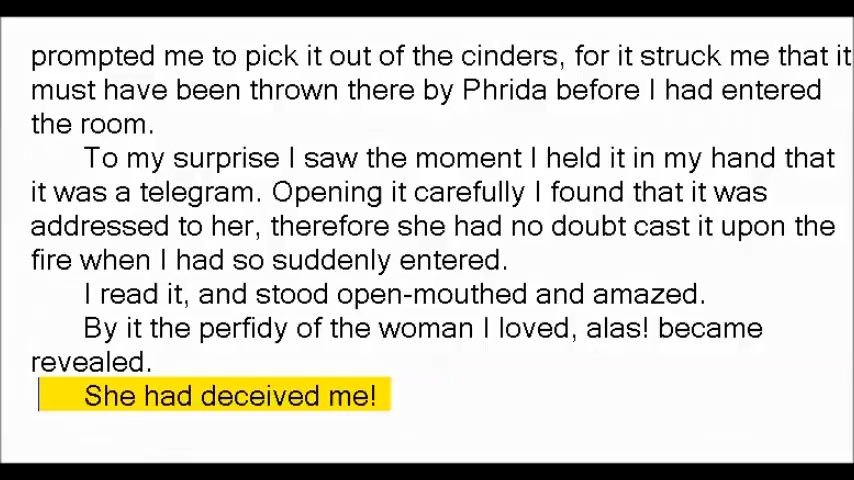 prompted me to pick it out of the cinders, for it struck me that it
must have been thrown there by Phrida before I had entered
the room.
To my surprise I saw the moment I held it in my hand that
it was a telegram. Opening it carefully I found that it was
addressed to her, therefore she had no doubt cast it upon the
fire when I had so suddenly entered.
I read it, and stood open-mouthed and amazed.
By it the perfidy of the woman I loved, alas! became
revealed.
She had deceived me!